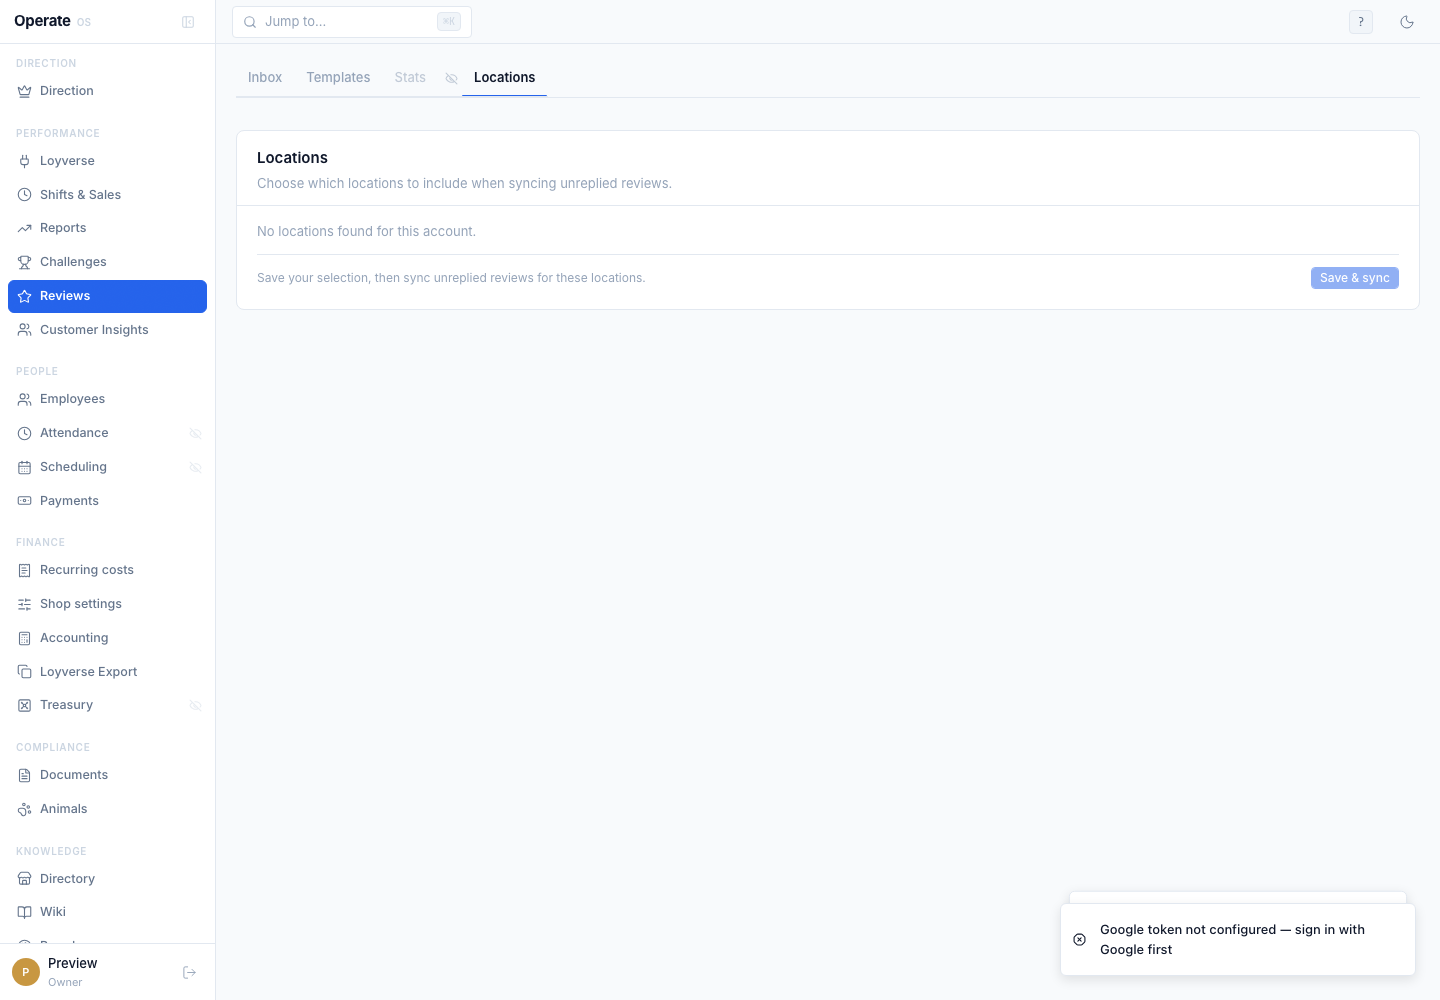 Operate OS
Jump to...
⌘K
?
DIRECTION
Direction
PERFORMANCE
Loyverse
Shifts & Sales
Reports
Challenges
Reviews
Customer Insights
PEOPLE
Employees
Attendance
Scheduling
Payments
FINANCE
Recurring costs
Shop settings
Accounting
Loyverse Export
Treasury
COMPLIANCE
Documents
Animals
KNOWLEDGE
Directory
Wiki
P
Preview
Owner
Inbox Templates Stats Locations
Locations
Choose which locations to include when syncing unreplied reviews.
No locations found for this account.
Save your selection, then sync unreplied reviews for these locations.
Save & sync
Google token not configured — sign in with
Google first